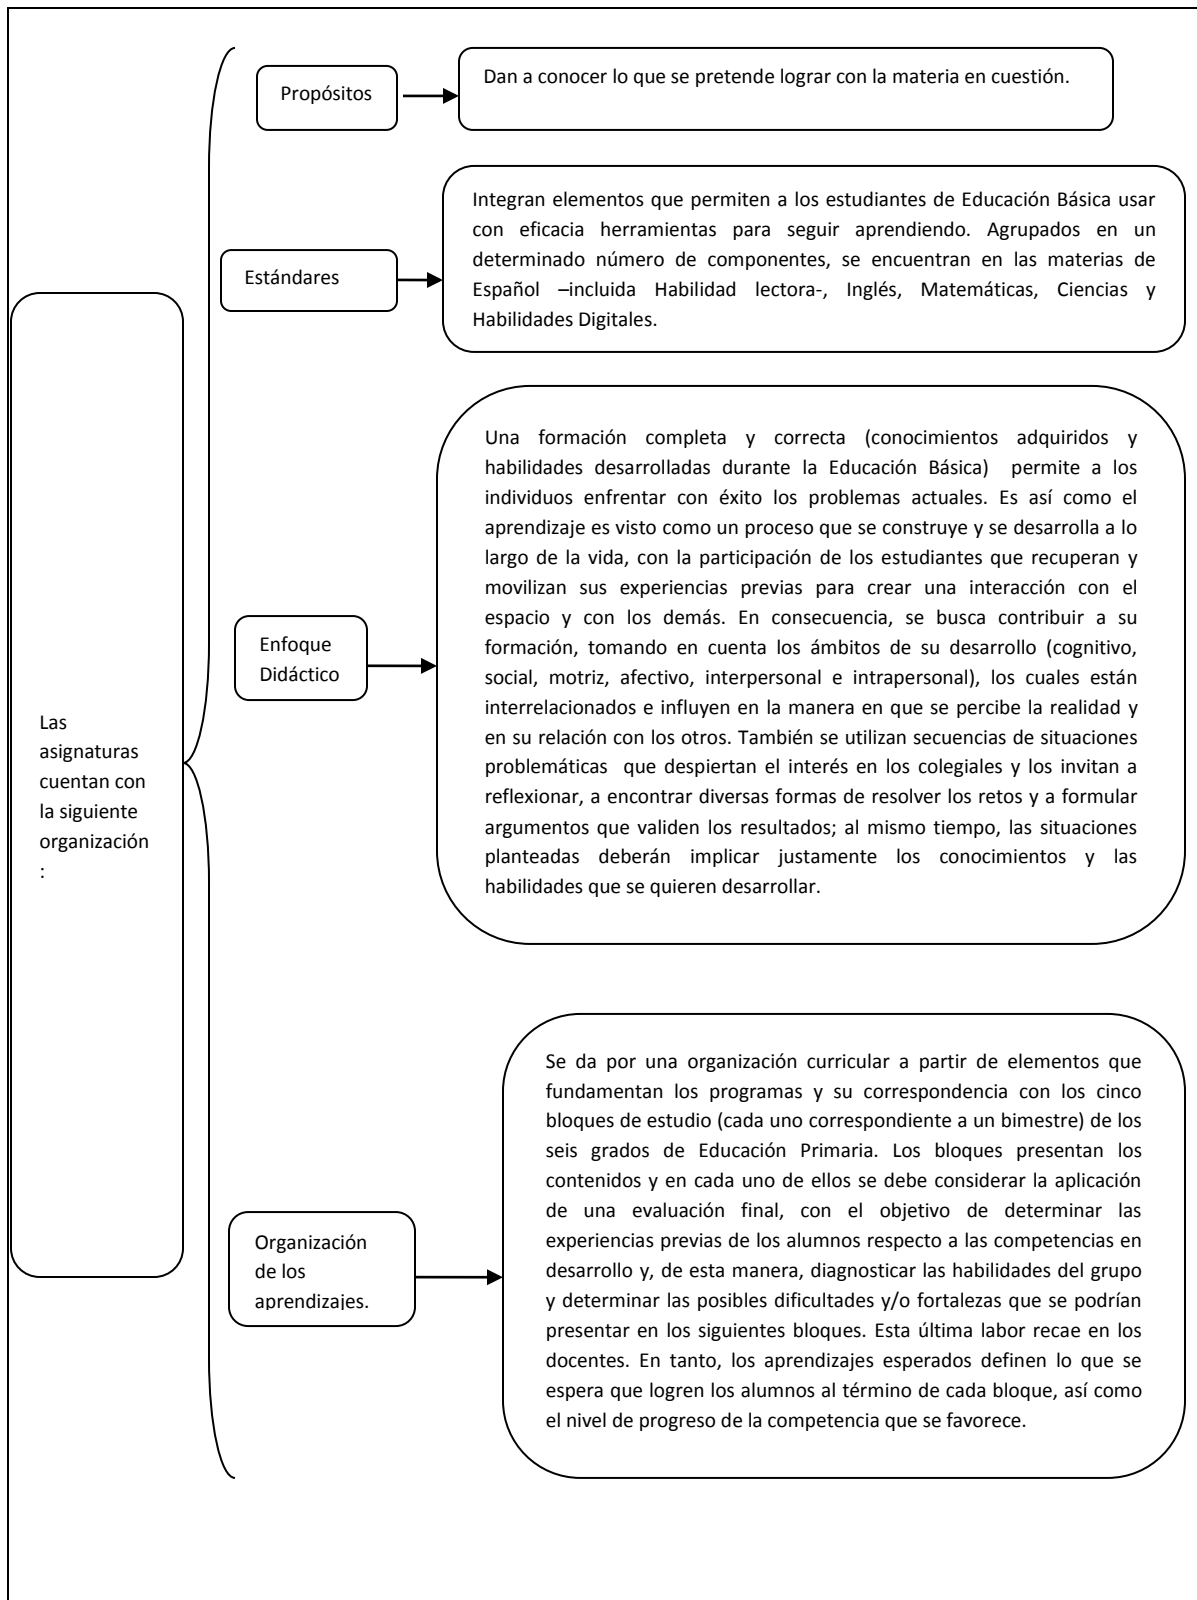 Las
asignaturas
cuentan con
la siguiente
organización
:
Propósitos
Dan a conocer lo que se pretende lograr con la materia en cuestión.
Estándares
Integran elementos que permiten a los estudiantes de Educación Básica usar
con eficacia herramientas para seguir aprendiendo. Agrupados en un
determinado número de componentes, se encuentran en las materias de
Español –incluida Habilidad lectora-, Inglés, Matemáticas, Ciencias y
Habilidades Digitales.
Enfoque
Didáctico
Una formación completa y correcta (conocimientos adquiridos y
habilidades desarrolladas durante la Educación Básica) permite a los
individuos enfrentar con éxito los problemas actuales. Es así como el
aprendizaje es visto como un proceso que se construye y se desarrolla a lo
largo de la vida, con la participación de los estudiantes que recuperan y
movilizan sus experiencias previas para crear una interacción con el
espacio y con los demás. En consecuencia, se busca contribuir a su
formación, tomando en cuenta los ámbitos de su desarrollo (cognitivo,
social, motriz, afectivo, interpersonal e intrapersonal), los cuales están
interrelacionados e influyen en la manera en que se percibe la realidad y
en su relación con los otros. También se utilizan secuencias de situaciones
problemáticas que despiertan el interés en los colegiales y los invitan a
reflexionar, a encontrar diversas formas de resolver los retos y a formular
argumentos que validen los resultados; al mismo tiempo, las situaciones
planteadas deberán implicar justamente los conocimientos y las
habilidades que se quieren desarrollar.
Organización
de los
aprendizajes.
Se da por una organización curricular a partir de elementos que
fundamentan los programas y su correspondencia con los cinco
bloques de estudio (cada uno correspondiente a un bimestre) de los
seis grados de Educación Primaria. Los bloques presentan los
contenidos y en cada uno de ellos se debe considerar la aplicación
de una evaluación final, con el objetivo de determinar las
experiencias previas de los alumnos respecto a las competencias en
desarrollo y, de esta manera, diagnosticar las habilidades del grupo
y determinar las posibles dificultades y/o fortalezas que se podrían
presentar en los siguientes bloques. Esta última labor recae en los
docentes. En tanto, los aprendizajes esperados definen lo que se
espera que logren los alumnos al término de cada bloque, así como
el nivel de progreso de la competencia que se favorece.